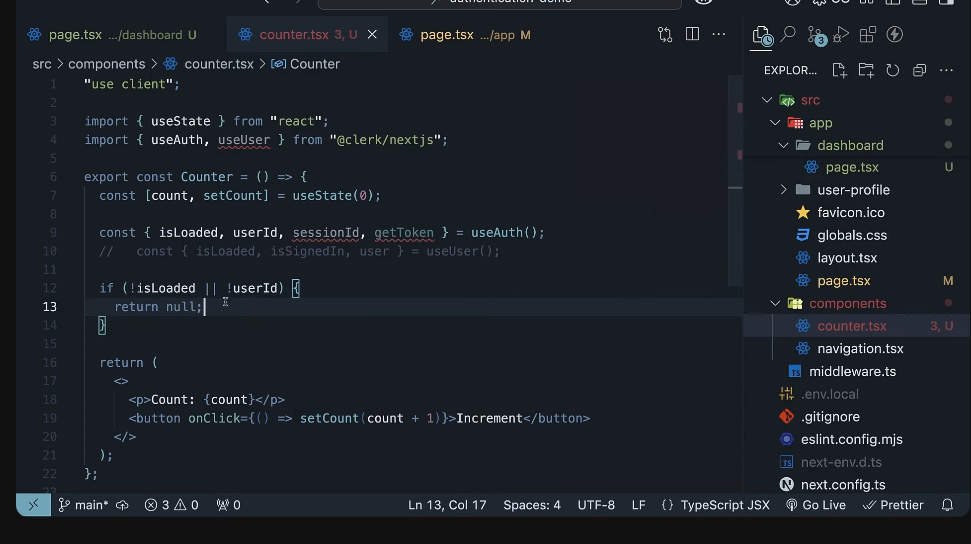 authentication-demo
page.tsx .../dashboard U
counter.tsx 3, U
page.tsx .../app M
src > components > counter.tsx > Counter
EXPLOR...
1 "use client";
2
3 import { useState } from "react";
4 import { useAuth, useUser } from "@clerk/nextjs";
5
6 export const Counter = () => {
7 const [count, setCount] = useState(0);
8
9 const { isLoaded, userId, sessionId, getToken } = useAuth();
10 // const { isLoaded, isSignedIn, user } = useUser();
11
12 if (!isLoaded || !userId) {
13 return null;
14 }
15
16 return (
17 <>
18 <p>Count: {count}</p>
19 <button onClick={() => setCount(count + 1)}>Increment</button>
20 </>
21 );
22 };
3
src
app
dashboard
page.tsx U
user-profile
favicon.ico
globals.css
layout.tsx
page.tsx M
components
counter.tsx 3, U
navigation.tsx
middleware.ts
.env.local
.gitignore
eslint.config.mjs
next-env.d.ts
next.config.ts
main* 3 0 0 Ln 13, Col 17 Spaces: 4 UTF-8 LF {} TypeScript JSX Go Live Prettier